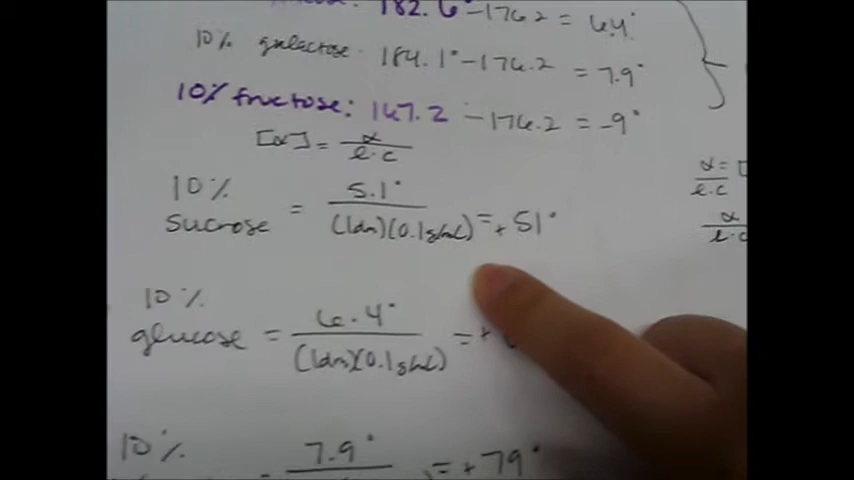 182.6° - 176.2 = 6.4°
10% galactose: 184.1° - 176.2 = 7.9°
10% fructose: 167.2 - 176.2 = -9°
[α] = α / l·c
10% sucrose = 5.1° / (1dm)(0.1g/mL) = +51°
α / l·c = [
α / l·c
10% glucose = 6.4° / (1dm)(0.1g/mL) = +
10% = 7.9° / = +79°